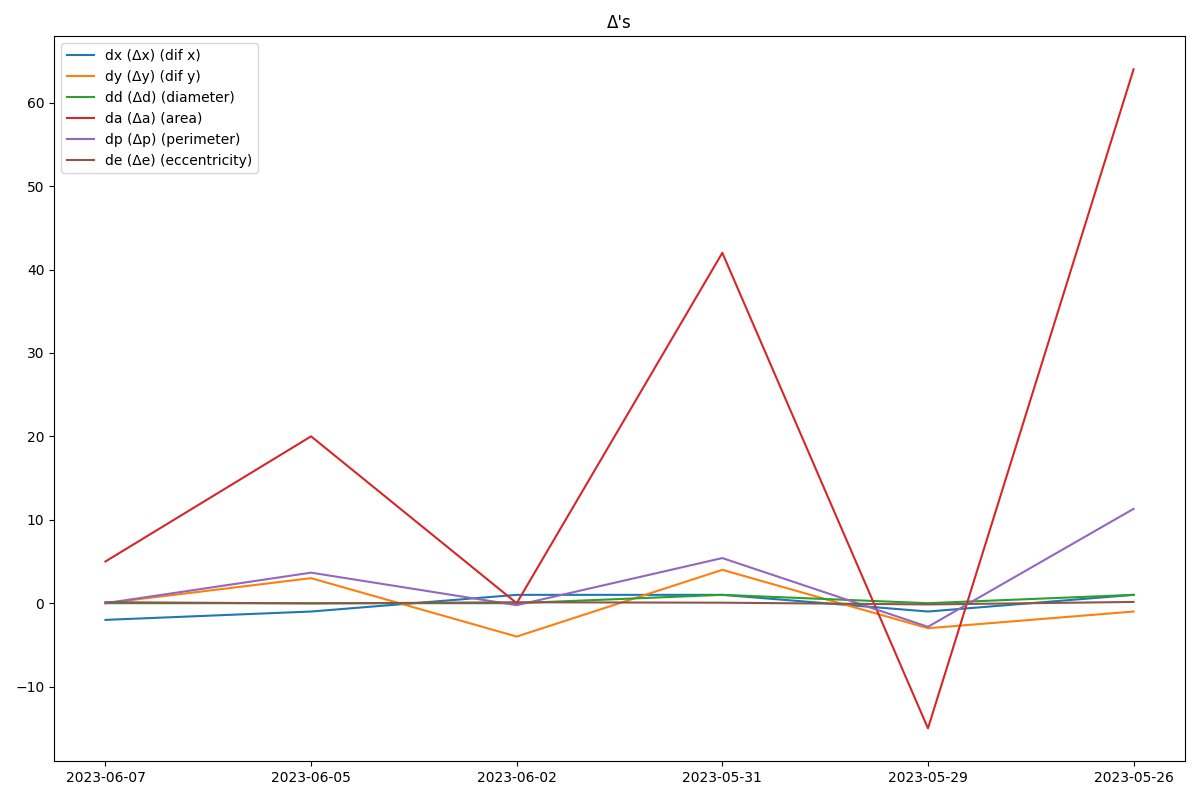 Δ's
dx (Δx) (dif x)
dy (Δy) (dif y)
dd (Δd) (diameter)
da (Δa) (area)
dp (Δp) (perimeter)
de (Δe) (eccentricity)
60
50
40
30
20
10
0
−10
2023-06-07 2023-06-05 2023-06-02 2023-05-31 2023-05-29 2023-05-26